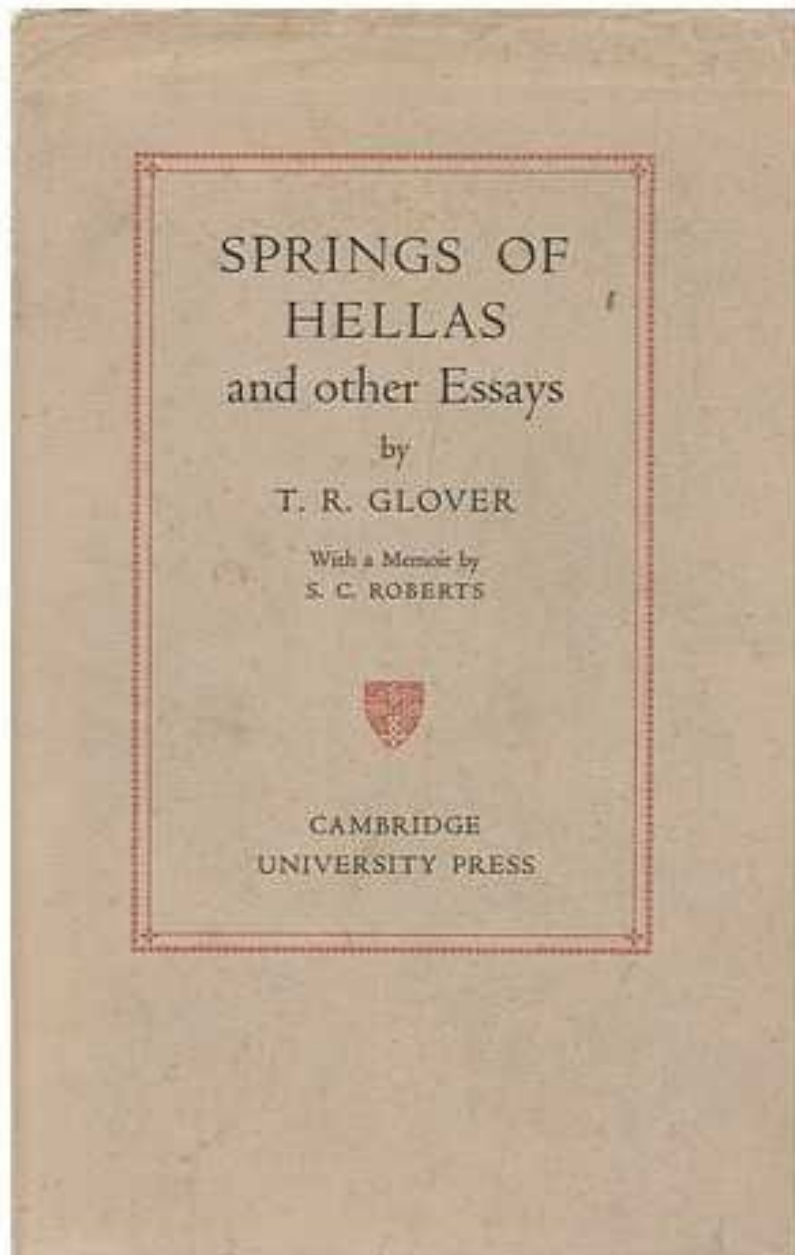 SPRINGS OF
HELLAS
and other Essays
by
T. R. GLOVER
With a Memoir by
S. C. ROBERTS
CAMBRIDGE
UNIVERSITY PRESS